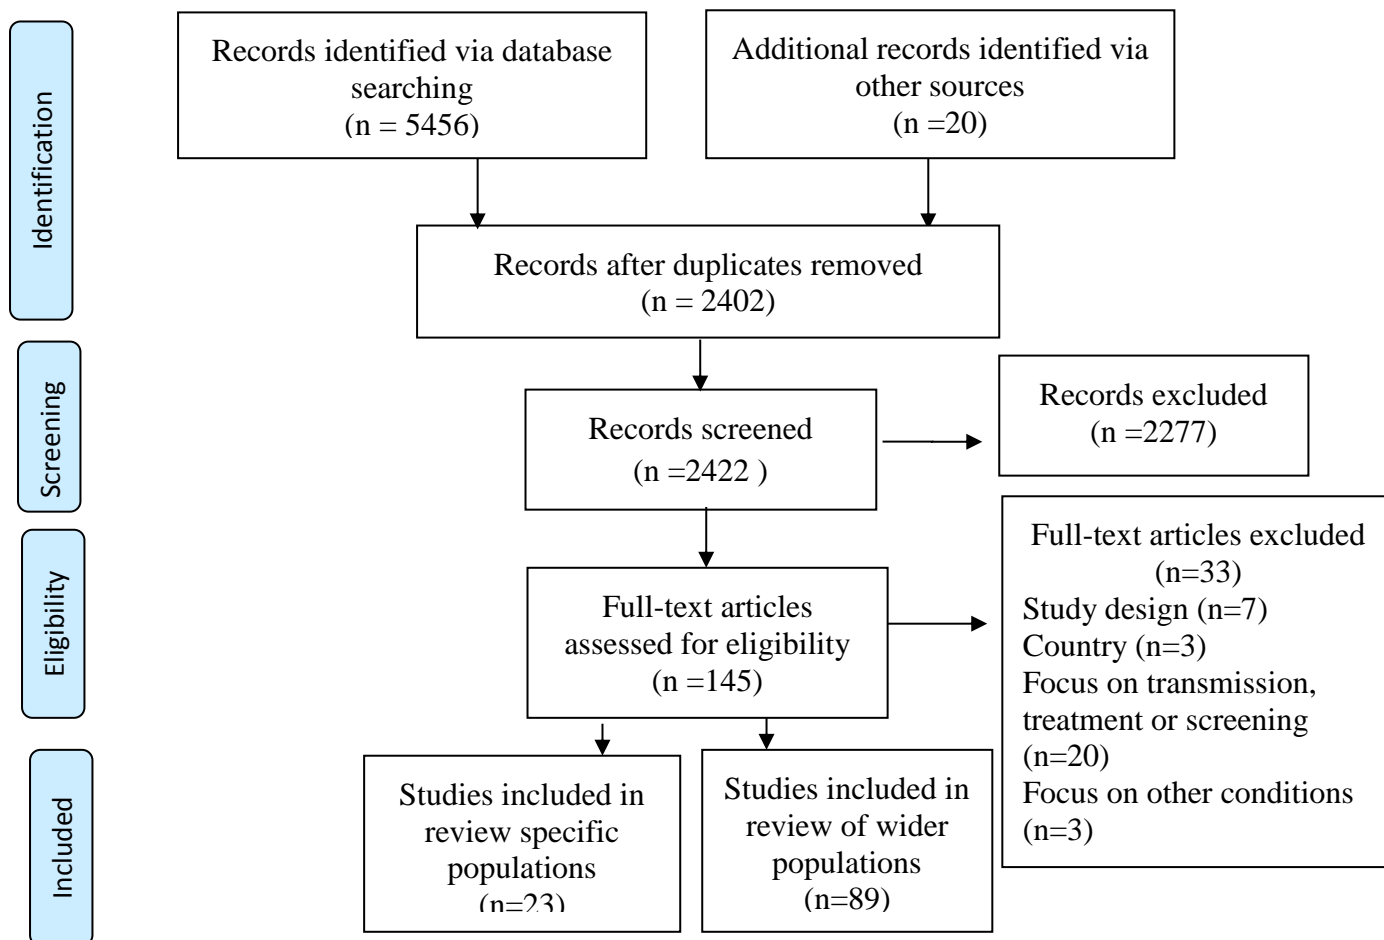 Identification
Records identified via database
searching
(n = 5456)
Additional records identified via
other sources
(n =20)
Records after duplicates removed
(n = 2402)
Screening
Records screened
(n =2422 )
Records excluded
(n =2277)
Eligibility
Full-text articles
assessed for eligibility
(n =145)
Full-text articles excluded
(n=33)
Study design (n=7)
Country (n=3)
Focus on transmission,
treatment or screening
(n=20)
Focus on other conditions
(n=3)
Included
Studies included in
review specific
populations
(n=23)
Studies included in
review of wider
populations
(n=89)